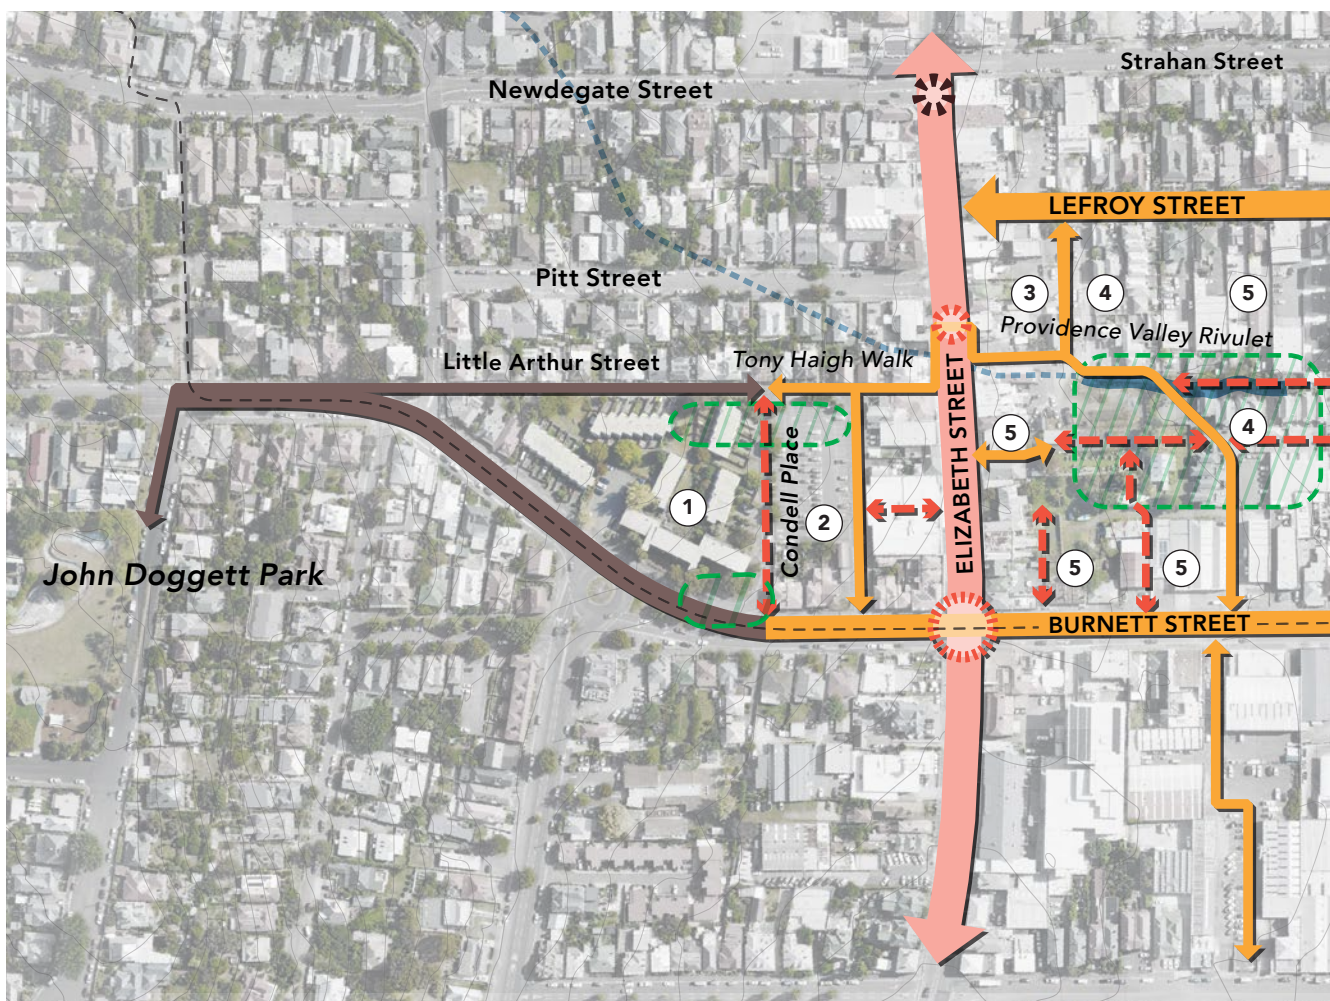 Strahan Street
Newdegate Street
LEFROY STREET
Pitt Street
3
4
5
Providence Valley Rivulet
Little Arthur Street
Tony Haigh Walk
ELIZABETH STREET
5
4
Condell Place
1
2
5
5
John Doggett Park
BURNETT STREET